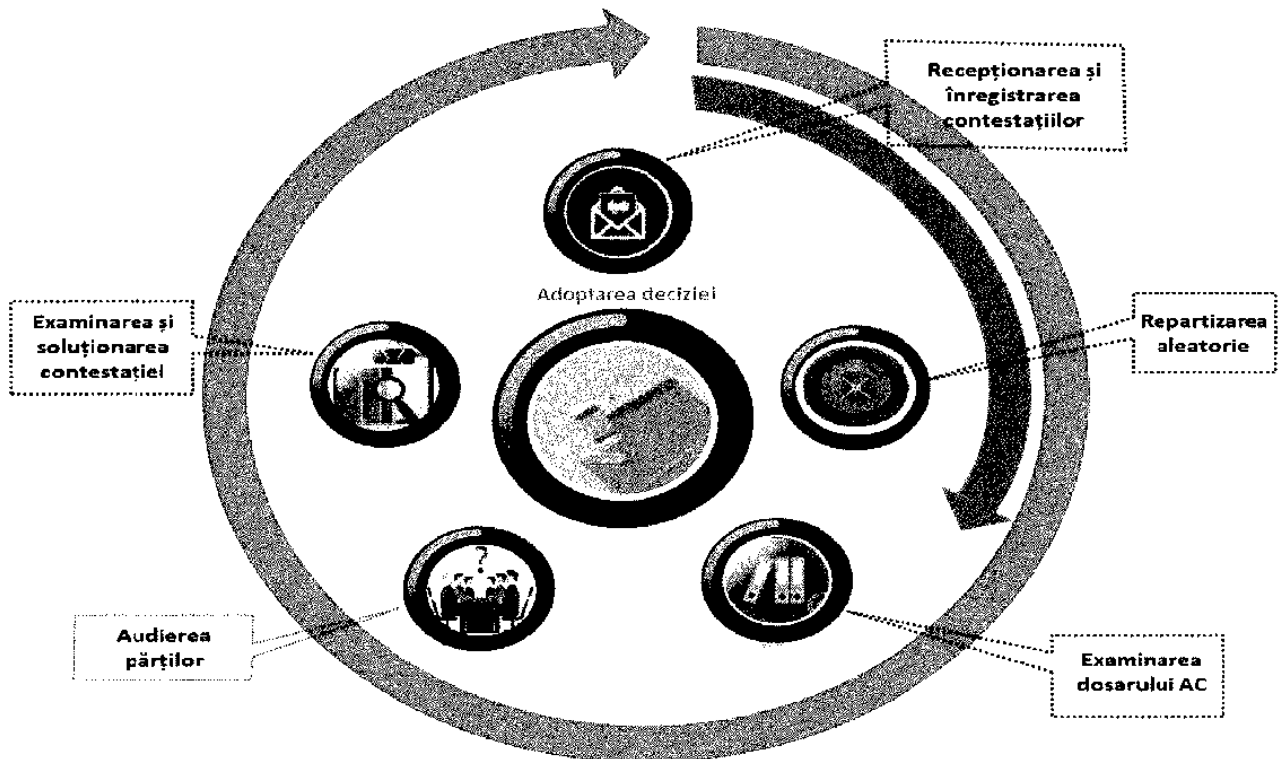 Recepționarea și
înregistrarea
contestațiilor
Adoptarea deciziei
Examinarea și
soluționarea
contestației
Repartizarea
aleatorie
?
Audierea
părților
Examinarea
dosarului AC